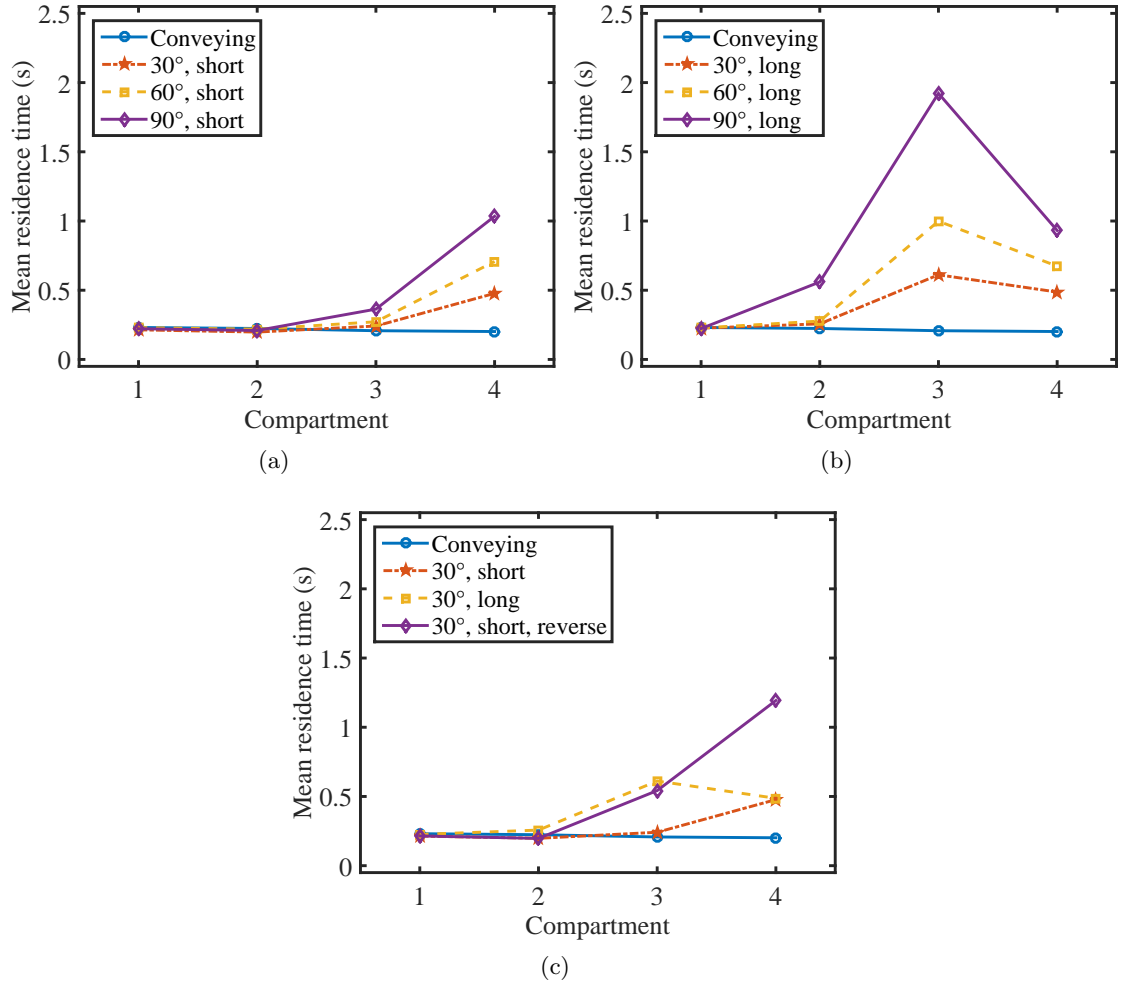 2.5
2
1.5
1
0.5
0
Mean residence time (s)
Conveying
30°, short
60°, short
90°, short
1 2 3 4
Compartment
(a)
2.5
2
1.5
1
0.5
0
Mean residence time (s)
Conveying
30°, long
60°, long
90°, long
1 2 3 4
Compartment
(b)
2.5
2
1.5
1
0.5
0
Mean residence time (s)
Conveying
30°, short
30°, long
30°, short, reverse
1 2 3 4
Compartment
(c)